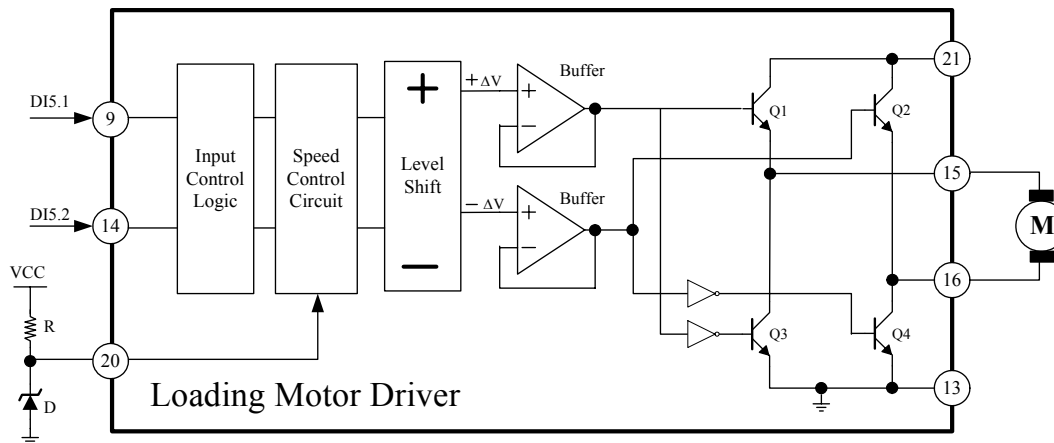 21
Buffer
+ ΔV
+
−
Q1
Q2
DI5.1
9
+
Input
Control
Logic
Speed
Control
Circuit
Level
Shift
15
Buffer
− ΔV
+
−
DI5.2
14
−
M
VCC
16
R
Q3
Q4
20
D
Loading Motor Driver
13